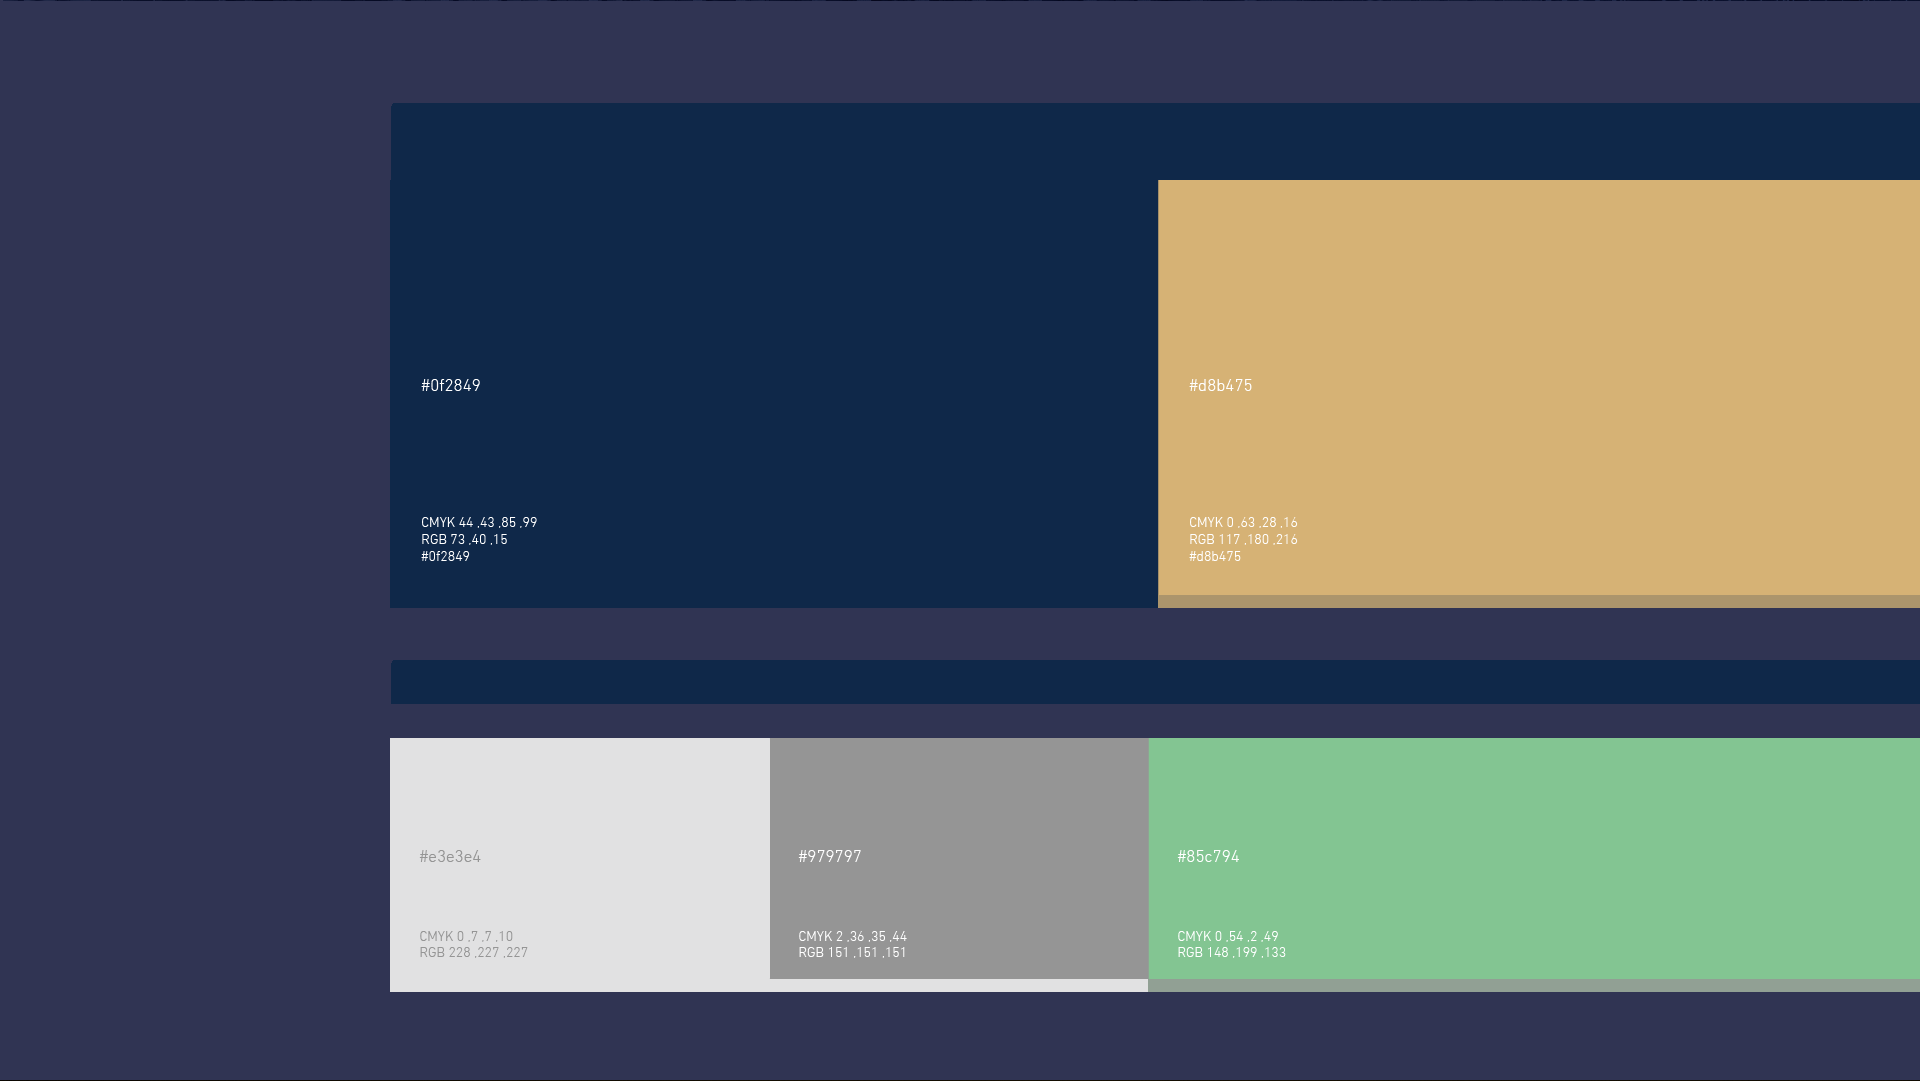 #0f2849
CMYK 44 ,43 ,85 ,99
RGB 73 ,40 ,15
#0f2849
#d8b475
CMYK 0 ,63 ,28 ,16
RGB 117 ,180 ,216
#d8b475
#e3e3e4
CMYK 0 ,7 ,7 ,10
RGB 228 ,227 ,227
#979797
CMYK 2 ,36 ,35 ,44
RGB 151 ,151 ,151
#85c794
CMYK 0 ,54 ,2 ,49
RGB 148 ,199 ,133